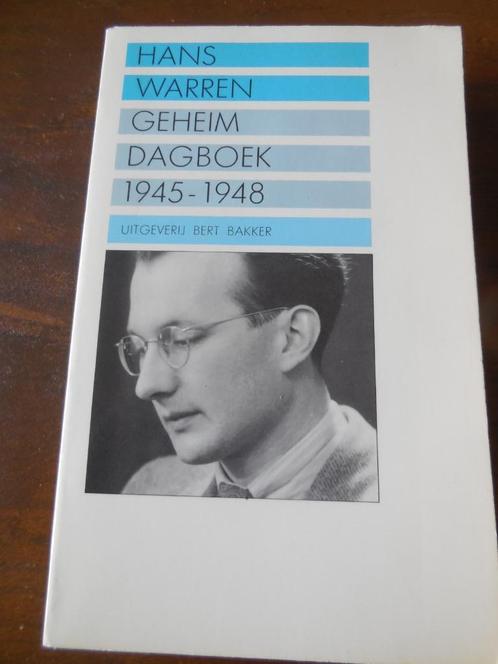 HANS
WARREN
GEHEIM
DAGBOEK
1945-1948
UITGEVERIJ BERT BAKKER